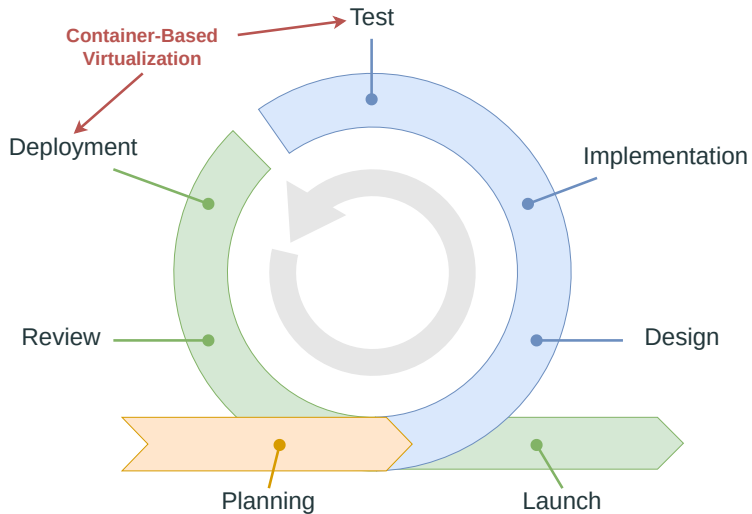 Test
Container-Based
Virtualization
Deployment
Implementation
Review
Design
Planning
Launch